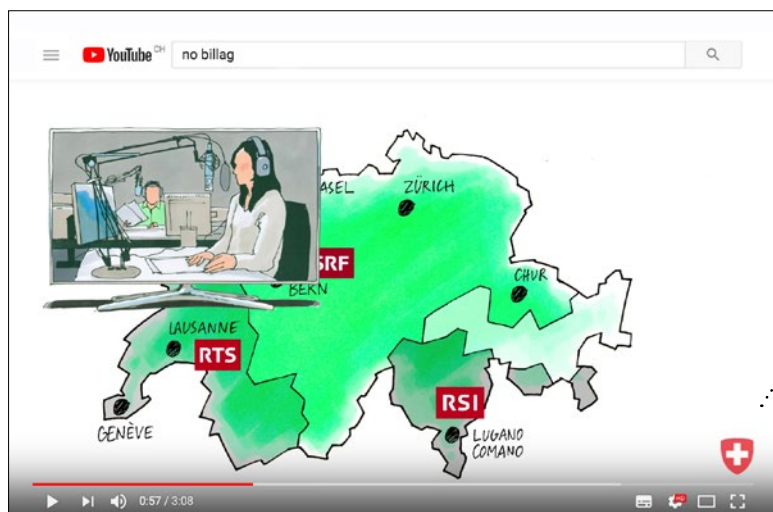 YouTube CH
no billag
ASEL
ZÜRICH
SRF
BERN
CHUR
LAUSANNE
RTS
RSI
GENÈVE
LUGANO
COMANO
0:57 / 3:08
HD